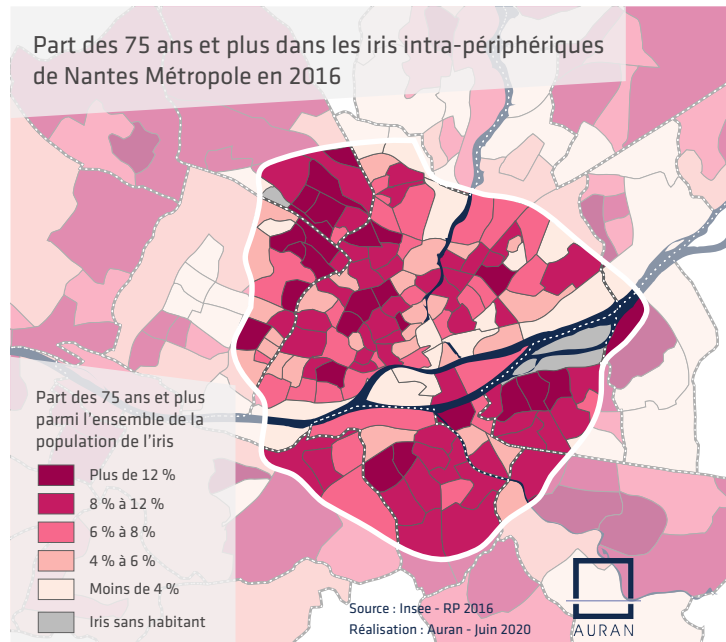 Part des 75 ans et plus dans les iris intra-périphériques
de Nantes Métropole en 2016
Part des 75 ans et plus
parmi l'ensemble de la
population de l'iris
Plus de 12 %
8 % à 12 %
6 % à 8 %
4 % à 6 %
Moins de 4 %
Iris sans habitant
Source : Insee - RP 2016
Réalisation : Auran - Juin 2020
AURAN